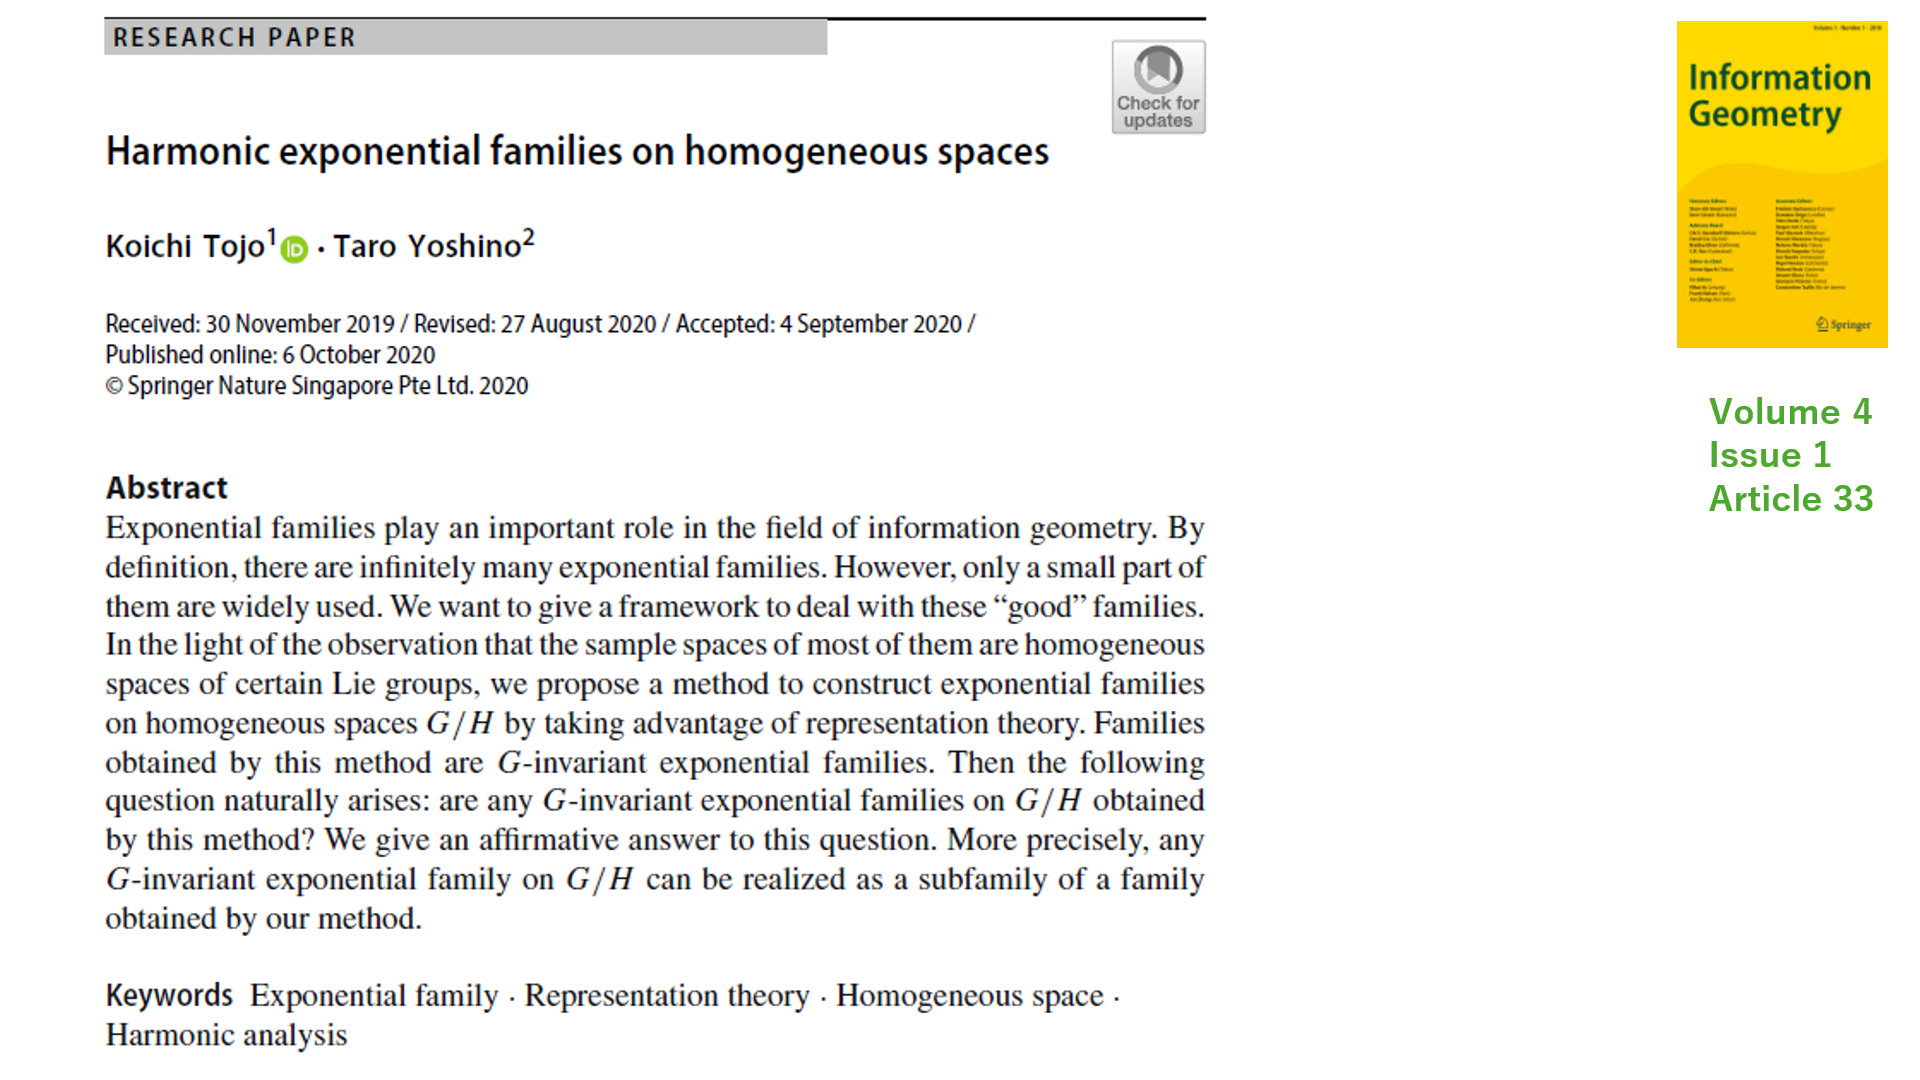 RESEARCH PAPER
Check for
updates
Harmonic exponential families on homogeneous spaces
Koichi Tojo1 iD · Taro Yoshino2
Received: 30 November 2019 / Revised: 27 August 2020 / Accepted: 4 September 2020 /
Published online: 6 October 2020
© Springer Nature Singapore Pte Ltd. 2020
Abstract
Exponential families play an important role in the field of information geometry. By
definition, there are infinitely many exponential families. However, only a small part of
them are widely used. We want to give a framework to deal with these “good” families.
In the light of the observation that the sample spaces of most of them are homogeneous
spaces of certain Lie groups, we propose a method to construct exponential families
on homogeneous spaces G/H by taking advantage of representation theory. Families
obtained by this method are G-invariant exponential families. Then the following
question naturally arises: are any G-invariant exponential families on G/H obtained
by this method? We give an affirmative answer to this question. More precisely, any
G-invariant exponential family on G/H can be realized as a subfamily of a family
obtained by our method.
Keywords Exponential family · Representation theory · Homogeneous space ·
Harmonic analysis
Information
Geometry
Springer
Volume 4
Issue 1
Article 33